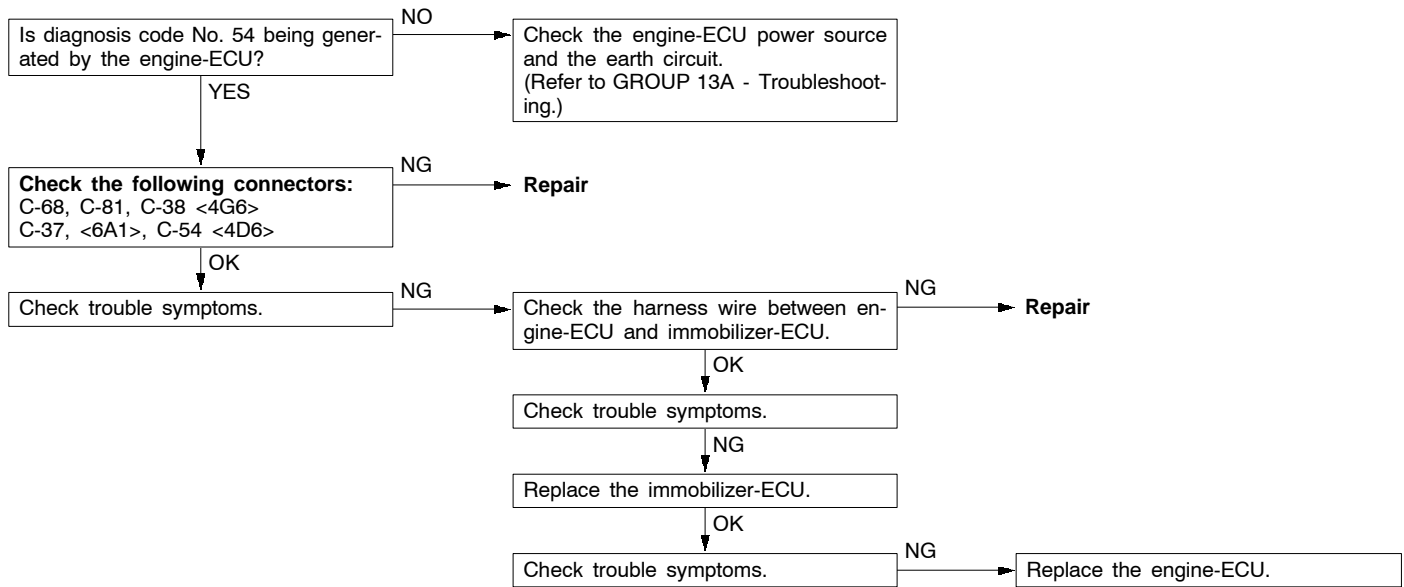 Is diagnosis code No. 54 being gener-
ated by the engine-ECU?
NO
Check the engine-ECU power source
and the earth circuit.
(Refer to GROUP 13A - Troubleshoot-
ing.)
YES
Check the following connectors:
C-68, C-81, C-38 <4G6>
C-37, <6A1>, C-54 <4D6>
NG
Repair
OK
Check trouble symptoms.
NG
Check the harness wire between en-
gine-ECU and immobilizer-ECU.
NG
Repair
OK
Check trouble symptoms.
NG
Replace the immobilizer-ECU.
OK
Check trouble symptoms.
NG
Replace the engine-ECU.